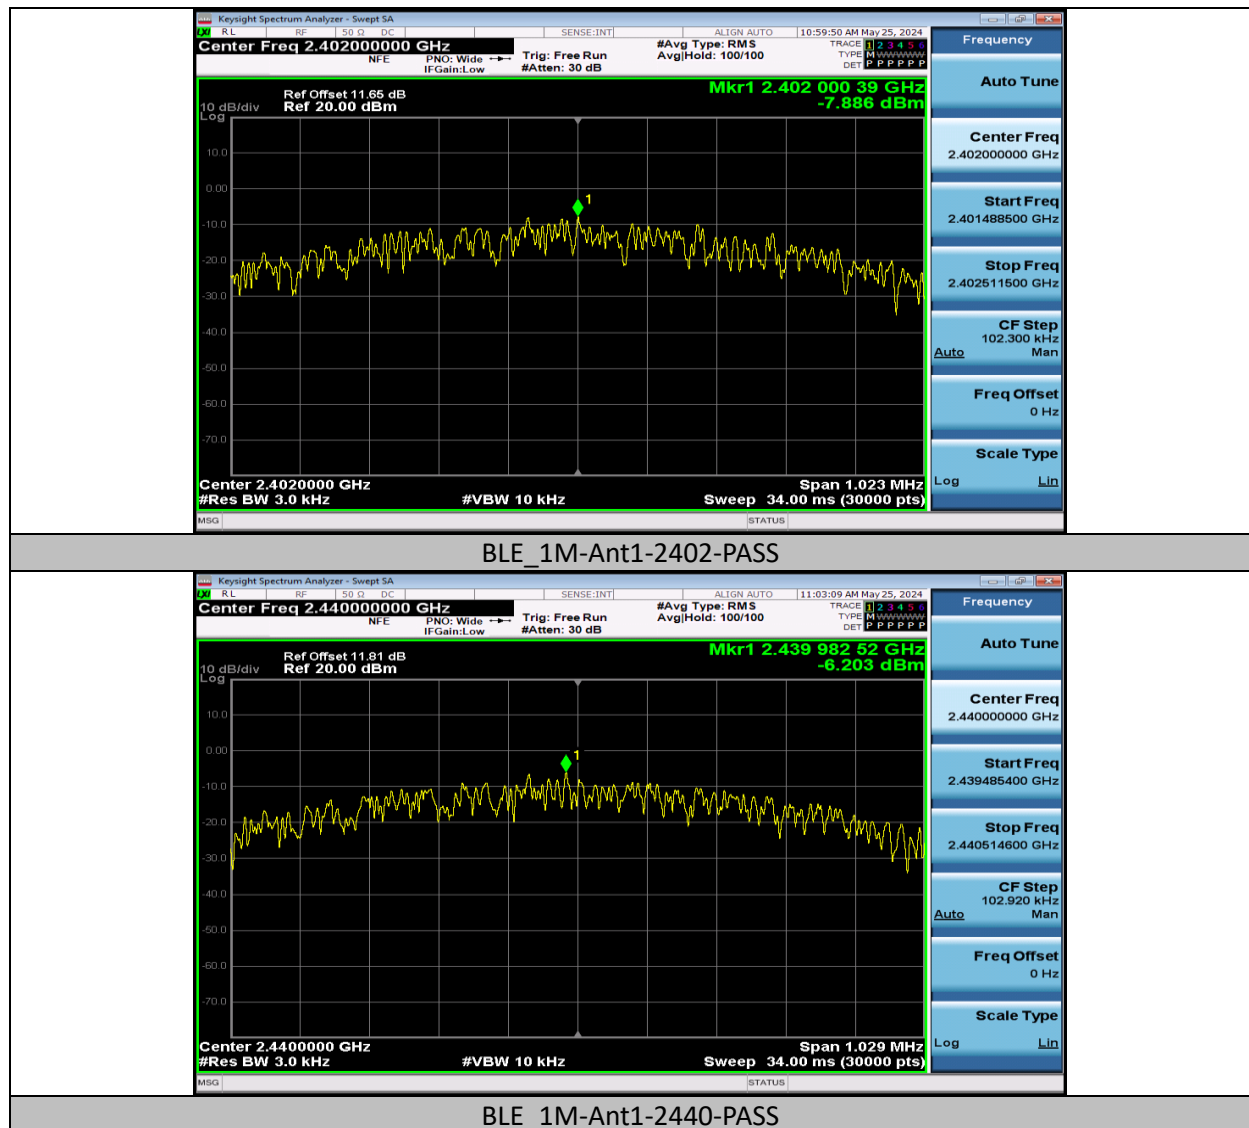 Keysight Spectrum Analyzer - Swept SA
LXI RL RF 50 Ω DC SENSE:INT ALIGN AUTO 10:59:50 AM May 25, 2024
Center Freq 2.402000000 GHz
NFE PNO: Wide Trig: Free Run #Avg Type: RMS TRACE 1 2 3 4 5 6
IFGain:Low #Atten: 30 dB Avg|Hold: 100/100 TYPE M WWWWW
DET P P P P P P
Frequency
Mkr1 2.402 000 39 GHz
-7.886 dBm
Ref Offset 11.65 dB
10 dB/div Ref 20.00 dBm
Log
10.0
0.00
-10.0
-20.0
-30.0
-40.0
-50.0
-60.0
-70.0
1
Center 2.4020000 GHz Span 1.023 MHz
#Res BW 3.0 kHz #VBW 10 kHz Sweep 34.00 ms (30000 pts)
MSG STATUS
Auto Tune
Center Freq
2.402000000 GHz
Start Freq
2.401488500 GHz
Stop Freq
2.402511500 GHz
CF Step
102.300 kHz
Auto Man
Freq Offset
0 Hz
Scale Type
Log Lin
BLE_1M-Ant1-2402-PASS
Keysight Spectrum Analyzer - Swept SA
LXI RL RF 50 Ω DC SENSE:INT ALIGN AUTO 11:03:09 AM May 25, 2024
Center Freq 2.440000000 GHz
NFE PNO: Wide Trig: Free Run #Avg Type: RMS TRACE 1 2 3 4 5 6
IFGain:Low #Atten: 30 dB Avg|Hold: 100/100 TYPE M WWWWW
DET P P P P P P
Frequency
Mkr1 2.439 982 52 GHz
-6.203 dBm
Ref Offset 11.81 dB
10 dB/div Ref 20.00 dBm
Log
10.0
0.00
-10.0
-20.0
-30.0
-40.0
-50.0
-60.0
-70.0
1
Center 2.4400000 GHz Span 1.029 MHz
#Res BW 3.0 kHz #VBW 10 kHz Sweep 34.00 ms (30000 pts)
MSG STATUS
Auto Tune
Center Freq
2.440000000 GHz
Start Freq
2.439485400 GHz
Stop Freq
2.440514600 GHz
CF Step
102.920 kHz
Auto Man
Freq Offset
0 Hz
Scale Type
Log Lin
BLE_1M-Ant1-2440-PASS